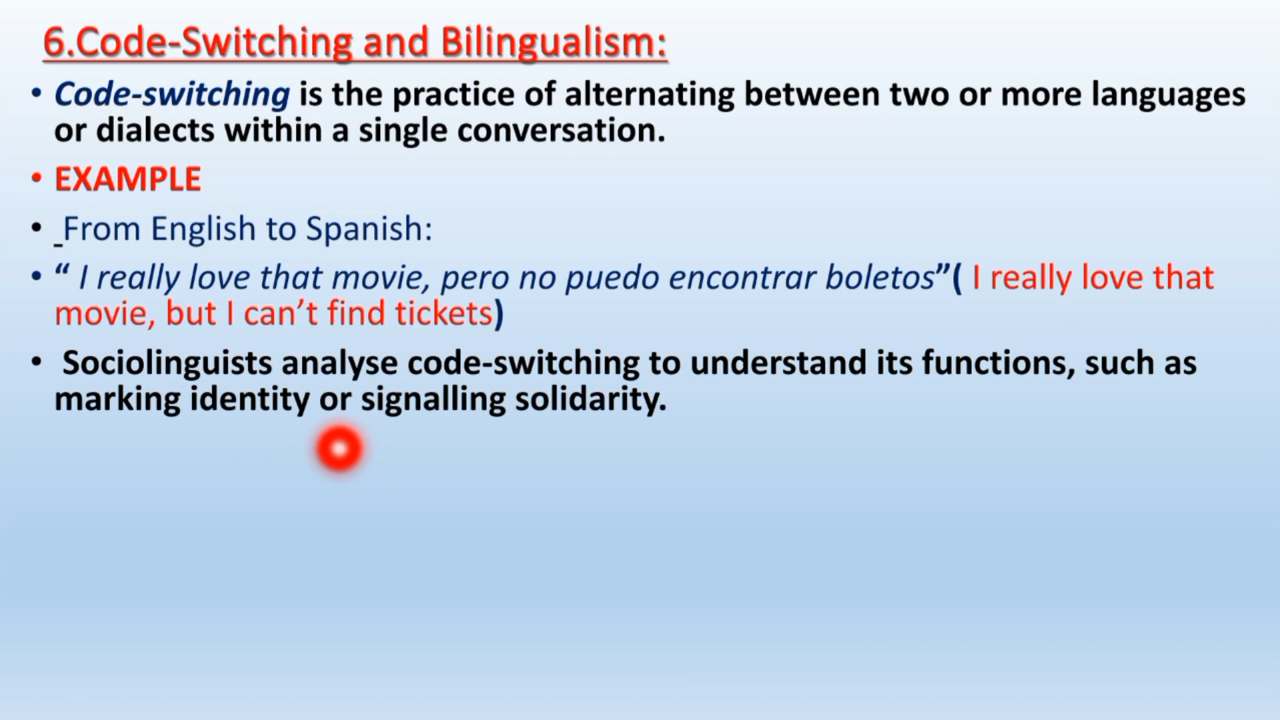 6.Code-Switching and Bilingualism:
• Code-switching is the practice of alternating between two or more languages
or dialects within a single conversation.
• EXAMPLE
• From English to Spanish:
• “ I really love that movie, pero no puedo encontrar boletos”( I really love that
movie, but I can’t find tickets)
• Sociolinguists analyse code-switching to understand its functions, such as
marking identity or signalling solidarity.